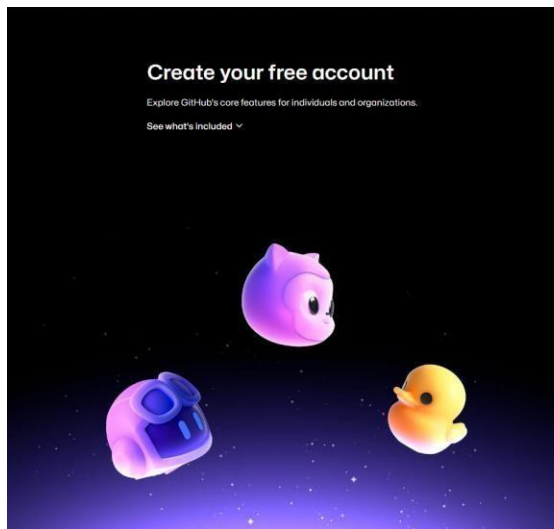 Create your free account
Explore GitHub's core features for individuals and organizations.
See what's included